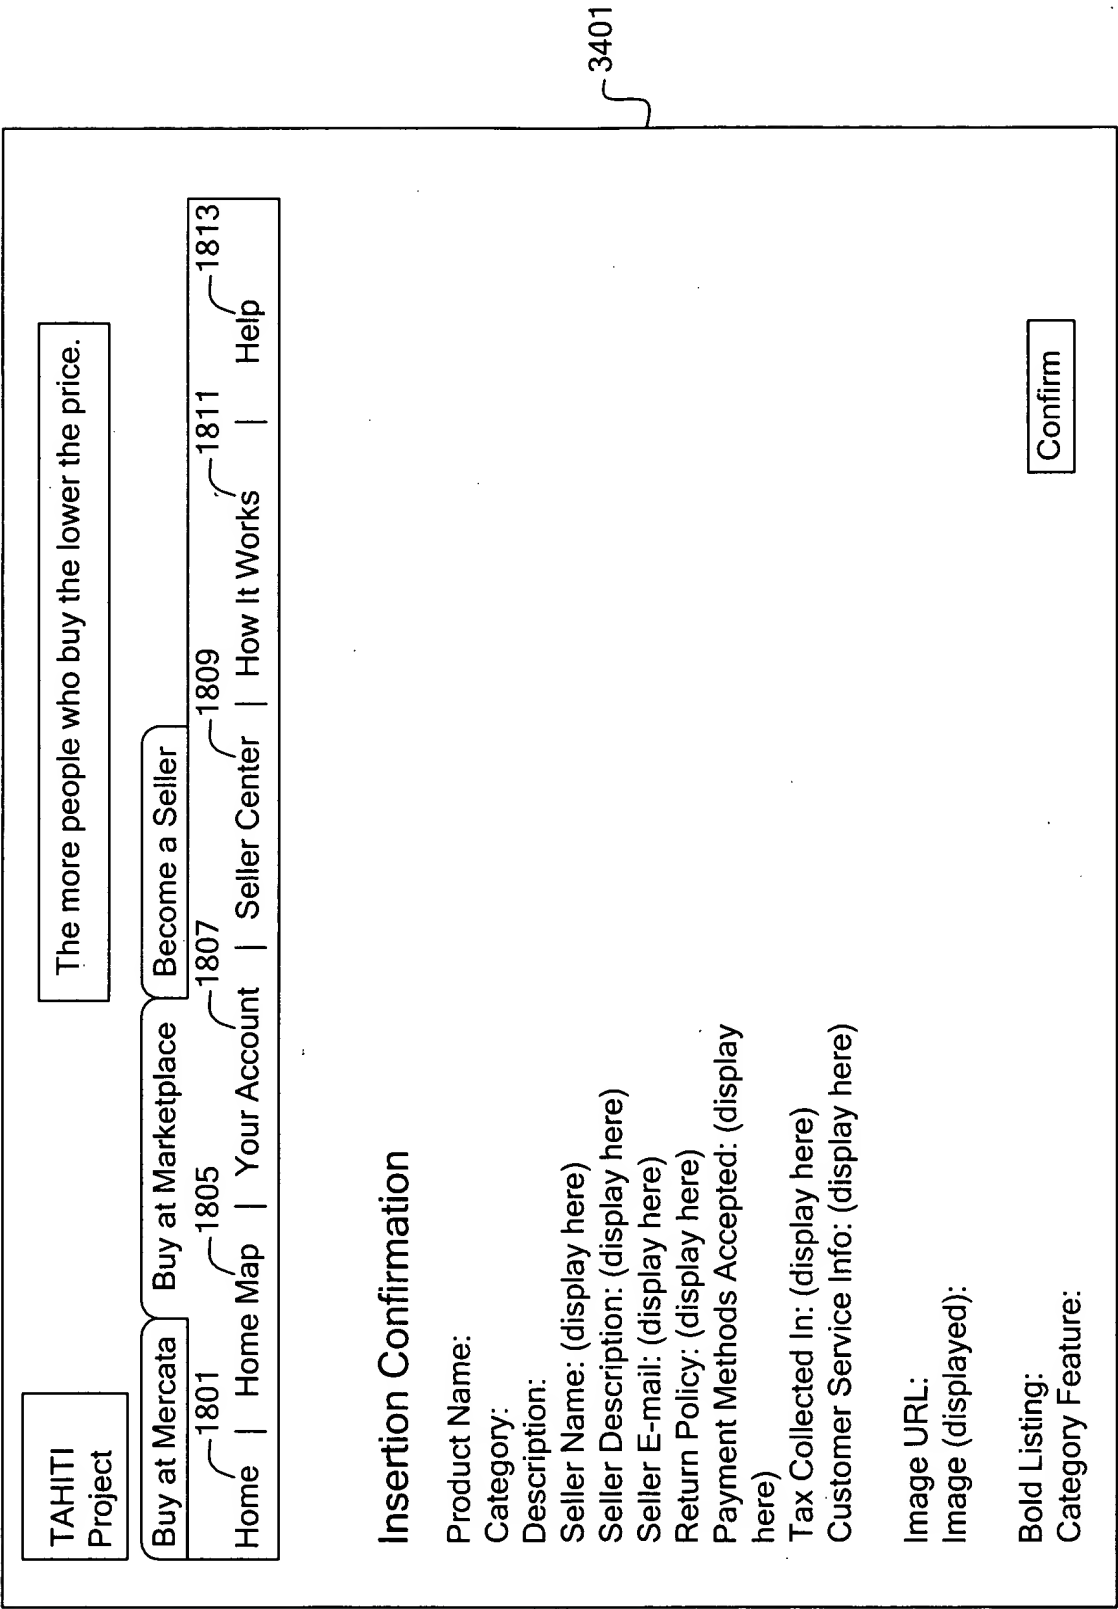 TAHITI
Project
The more people who buy the lower the price.
Buy at Mercata
Buy at Marketplace
Become a Seller
1801
1805
1807
1809
1811
1813
Home | Home Map | Your Account | Seller Center | How It Works | Help
Insertion Confirmation
Product Name:
Category:
Description:
Seller Name: (display here)
Seller Description: (display here)
Seller E-mail: (display here)
Return Policy: (display here)
Payment Methods Accepted: (display
here)
Tax Collected In: (display here)
Customer Service Info: (display here)
Image URL:
Image (displayed):
Bold Listing:
Category Feature:
Confirm
3401